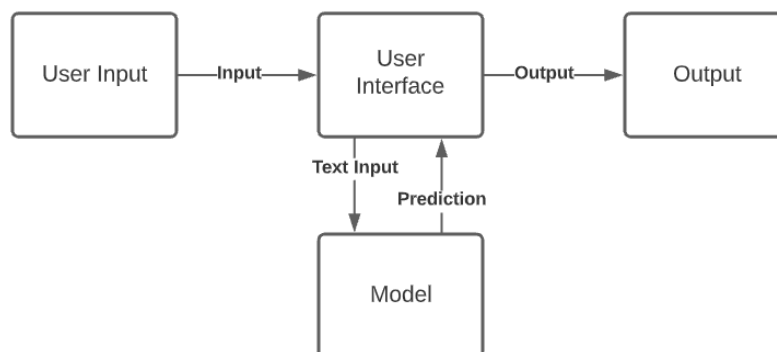 User Input
Input
User
Interface
Output
Output
Text Input
Prediction
Model